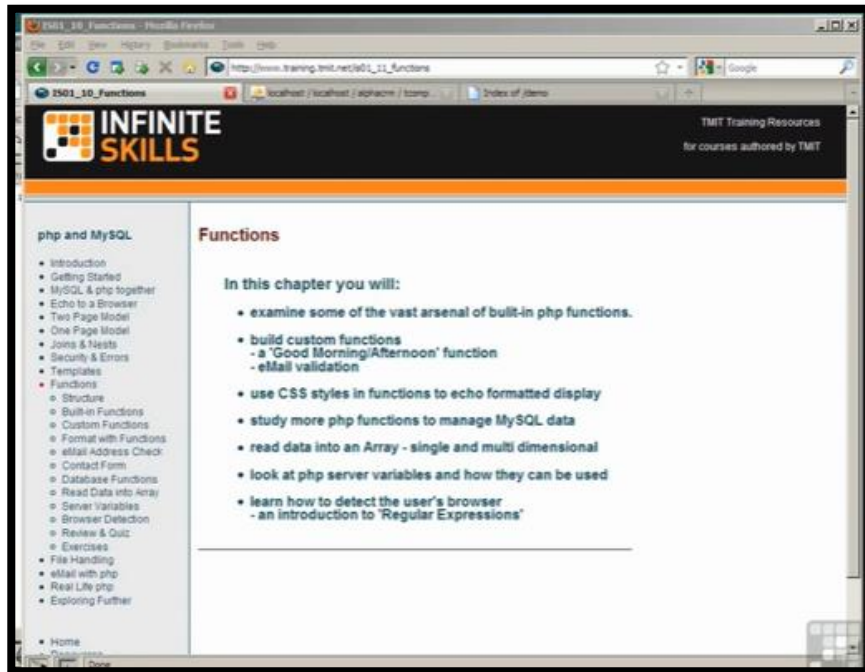 IS01_10_Functions - Mozilla Firefox
File Edit View History Bookmarks Tools Help
http://www.training.tmit.net/is01_11_functions
Google
IS01_10_Functions
localhost / localhost / alphacrm /
Index of /demo
INFINITE
SKILLS
TMIT Training Resources
for courses authored by TMIT
php and MySQL
Introduction
Getting Started
MySQL & php together
Echo to a Browser
Two Page Model
One Page Model
Joins & Nests
Security & Errors
Templates
Functions
Structure
Built-in Functions
Custom Functions
Format with Functions
eMail Address Check
Contact Form
Database Functions
Read Data into Array
Server Variables
Browser Detection
Review & Quiz
Exercises
File Handling
eMail with php
Real Life php
Exploring Further
Home
Resources
Functions
In this chapter you will:
examine some of the vast arsenal of bulit-in php functions.
build custom functions
- a 'Good Morning/Afternoon' function
- eMail validation
use CSS styles in functions to echo formatted display
study more php functions to manage MySQL data
read data into an Array - single and multi dimensional
look at php server variables and how they can be used
learn how to detect the user's browser
- an introduction to 'Regular Expressions'
Done